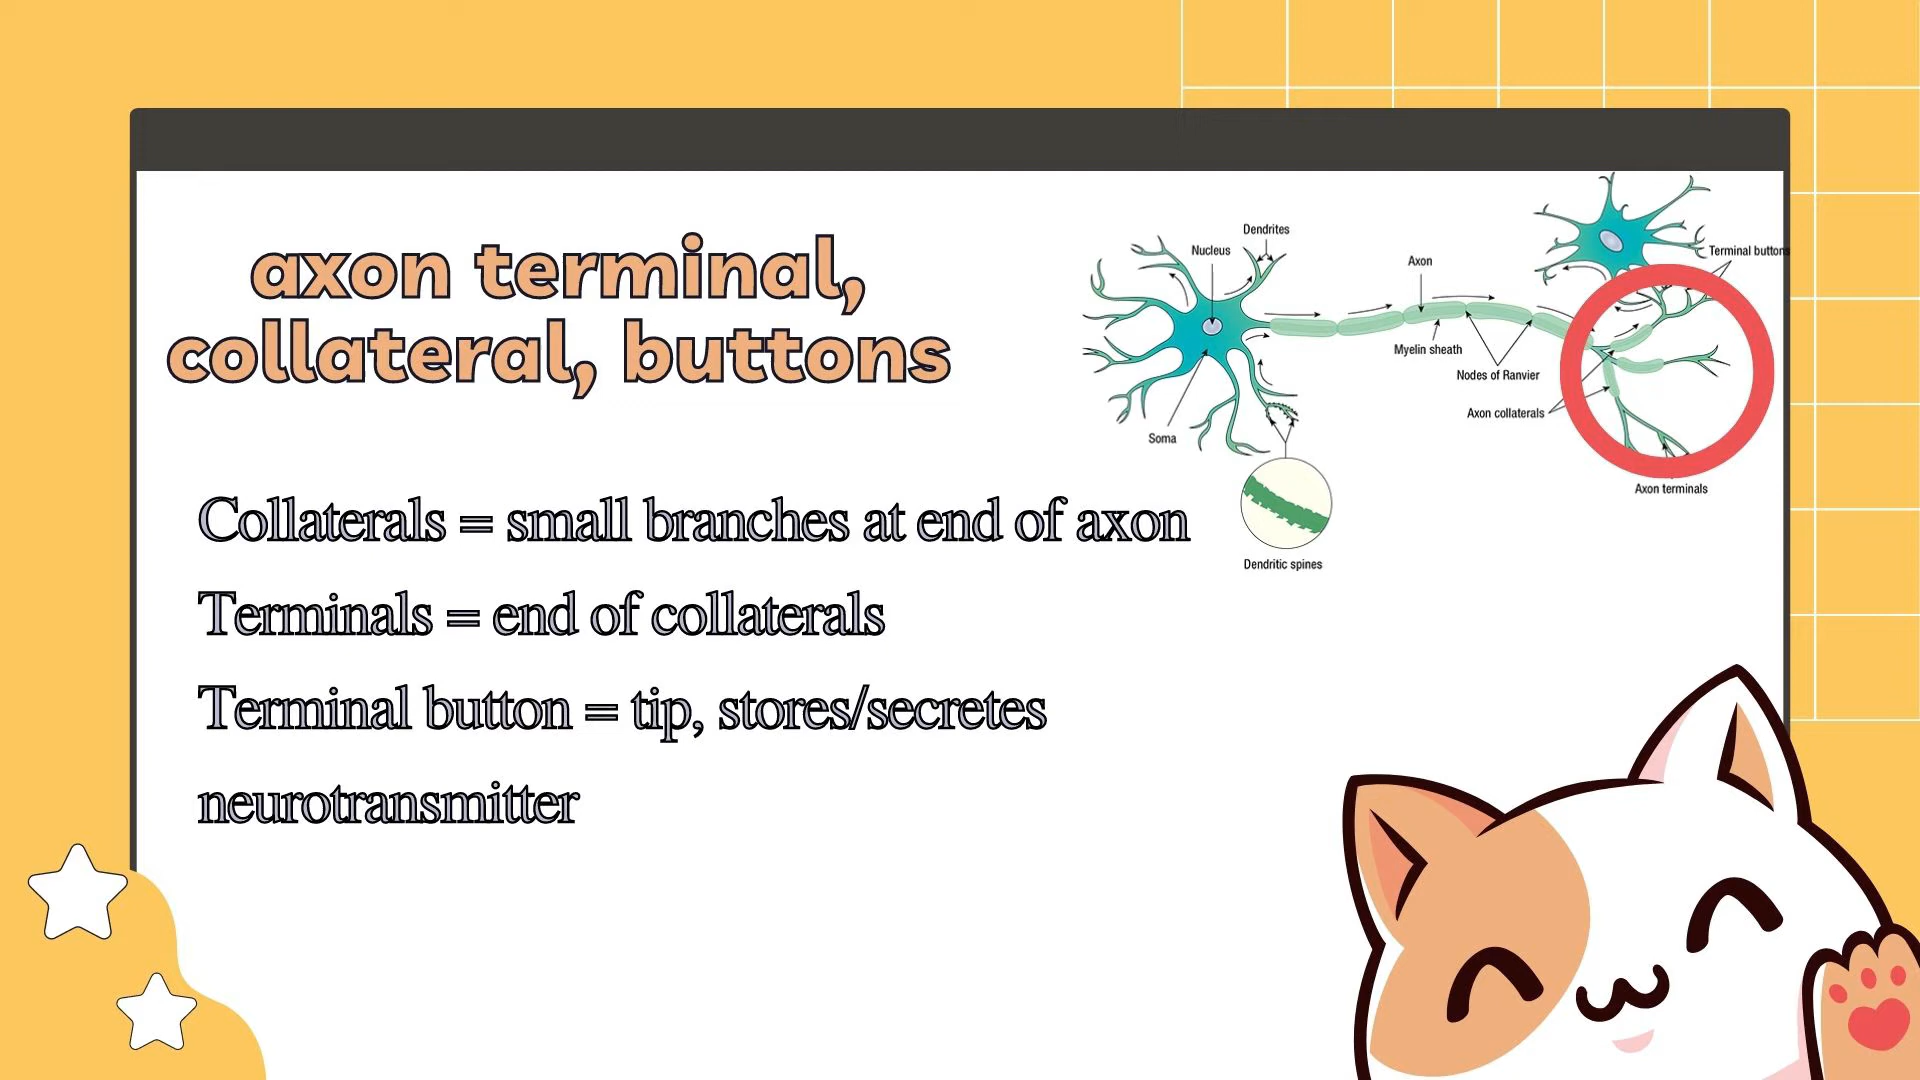 axon terminal,
collateral, buttons
Collaterals = small branches at end of axon
Terminals = end of collaterals
Terminal button = tip, stores/secretes
neurotransmitter
Dendrites
Nucleus
Axon
Terminal buttons
Myelin sheath
Nodes of Ranvier
Axon collaterals
Soma
Axon terminals
Dendritic spines